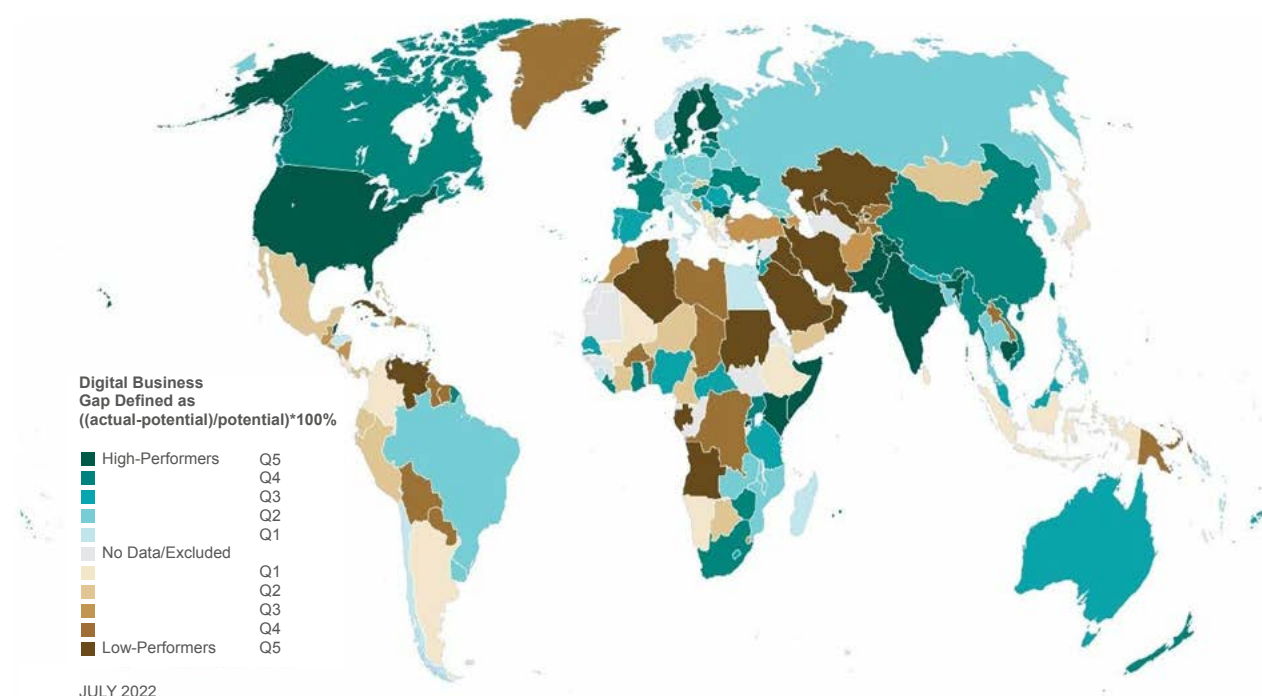 Digital Business
Gap Defined as
((actual-potential)/potential)*100%
High-Performers Q5
Q4
Q3
Q2
Q1
No Data/Excluded
Q1
Q2
Q3
Q4
Low-Performers Q5
JULY 2022